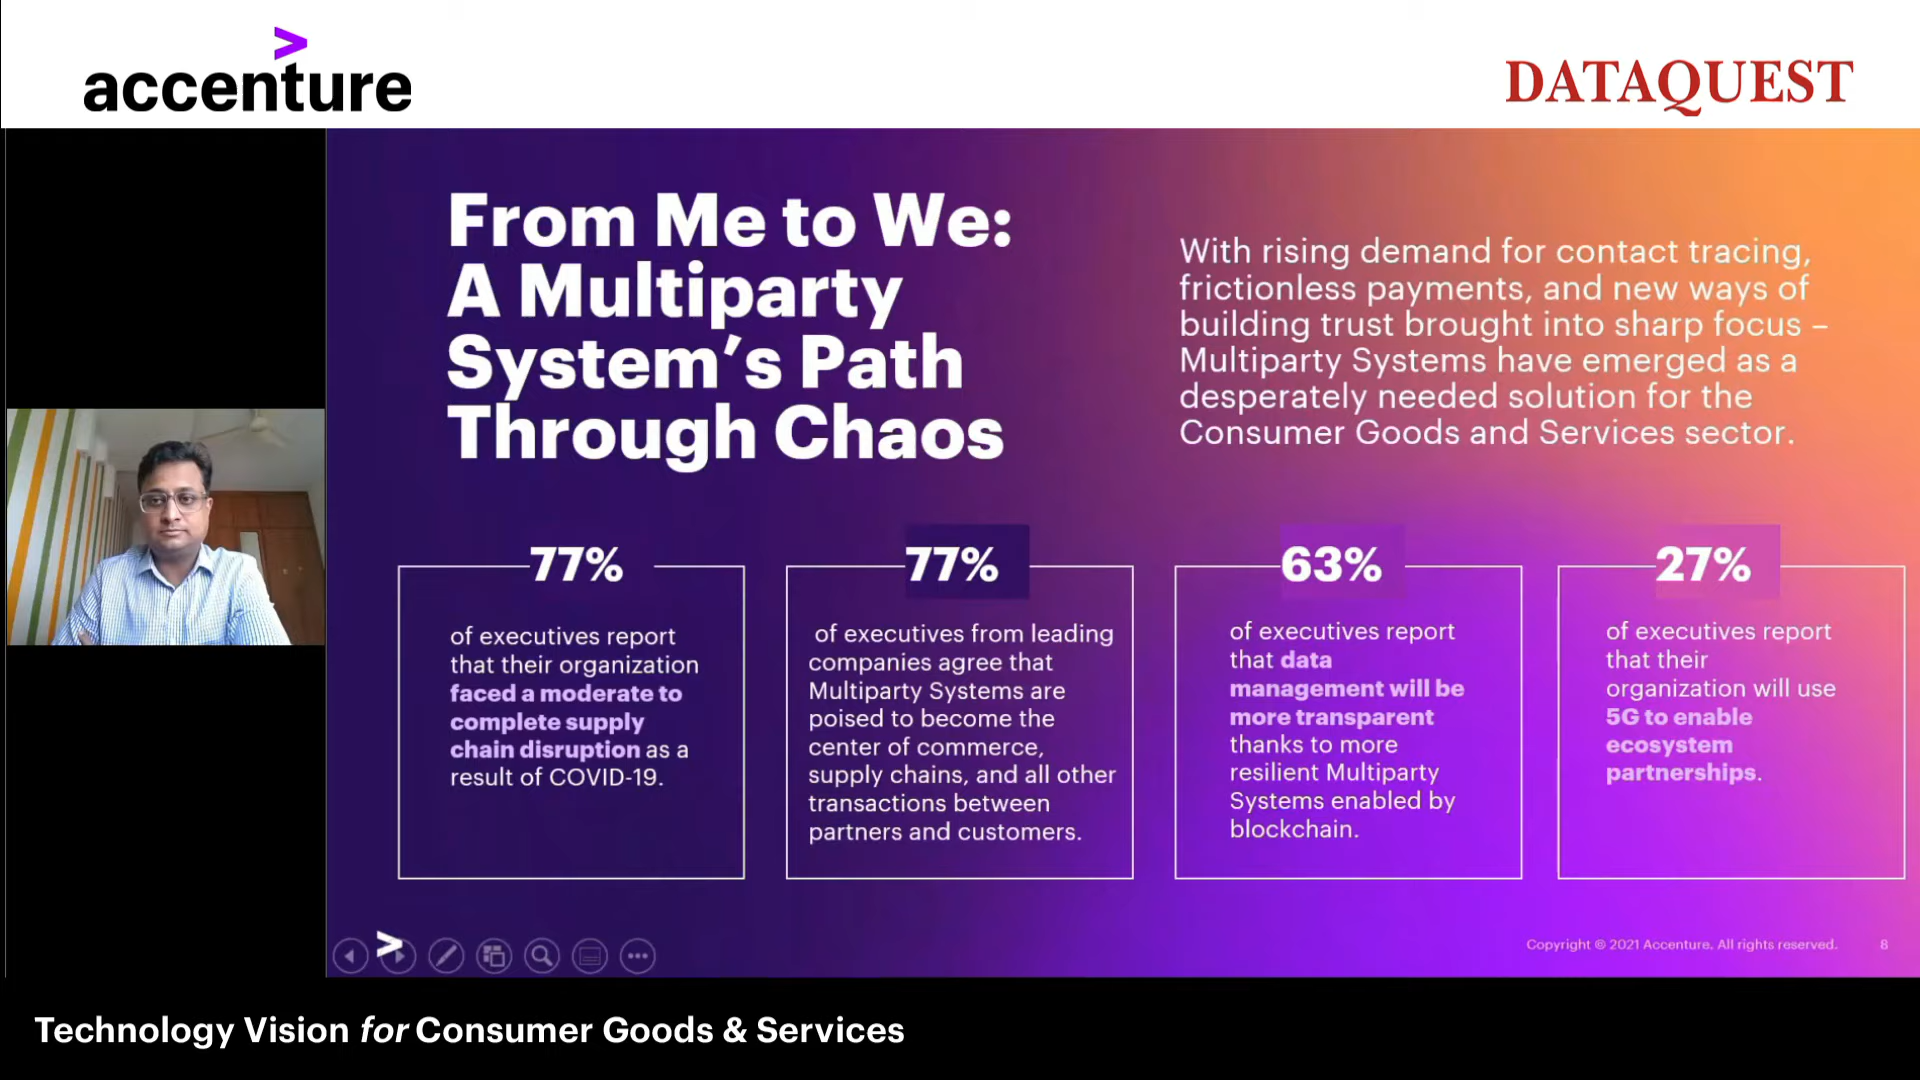 accenture
DATAQUEST
From Me to We:
A Multiparty
System’s Path
Through Chaos
With rising demand for contact tracing,
frictionless payments, and new ways of
building trust brought into sharp focus –
Multiparty Systems have emerged as a
desperately needed solution for the
Consumer Goods and Services sector.
77%
of executives report
that their organization
faced a moderate to
complete supply
chain disruption as a
result of COVID-19.
77%
of executives from leading
companies agree that
Multiparty Systems are
poised to become the
center of commerce,
supply chains, and all other
transactions between
partners and customers.
63%
of executives report
that data
management will be
more transparent
thanks to more
resilient Multiparty
Systems enabled by
blockchain.
27%
of executives report
that their
organization will use
5G to enable
ecosystem
partnerships.
Copyright © 2021 Accenture. All rights reserved. 8
Technology Vision for Consumer Goods & Services